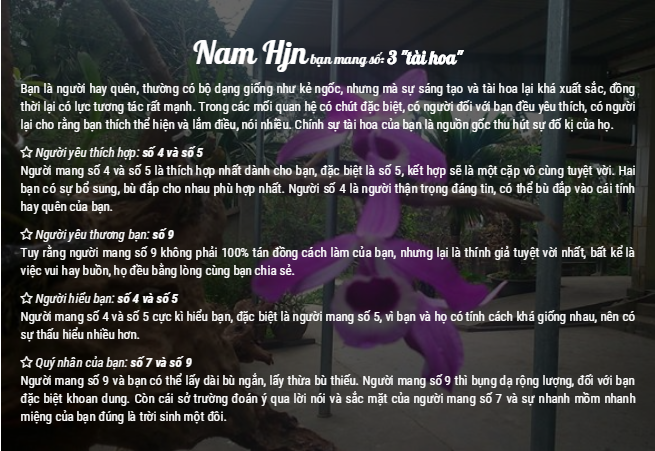 Nam Hjn bạn mang số: 3 "tài hoa"
Bạn là người hay quên, thường có bộ dạng giống như kẻ ngốc, nhưng mà sự sáng tạo và tài hoa lại khá xuất sắc, đồng
thời lại có lực tương tác rất mạnh. Trong các mối quan hệ có chút đặc biệt, có người đối với bạn đều yêu thích, có người
lại cho rằng bạn thích thể hiện và lắm điều, nói nhiều. Chính sự tài hoa của bạn là nguồn gốc thu hút sự đố kị của họ.
☆ Người yêu thích hợp: số 4 và số 5
Người mang số 4 và số 5 là thích hợp nhất dành cho bạn, đặc biệt là số 5, kết hợp sẽ là một cặp vô cùng tuyệt vời. Hai
bạn có sự bổ sung, bù đắp cho nhau phù hợp nhất. Người số 4 là người thận trọng đáng tin, có thể bù đắp vào cái tính
hay quên của bạn.
☆ Người yêu thương bạn: số 9
Tuy rằng người mang số 9 không phải 100% tán đồng cách làm của bạn, nhưng lại là thính giả tuyệt vời nhất, bất kể là
việc vui hay buồn, họ đều bằng lòng cùng bạn chia sẻ.
☆ Người hiểu bạn: số 4 và số 5
Người mang số 4 và số 5 cực kì hiểu bạn, đặc biệt là người mang số 5, vì bạn và họ có tính cách khá giống nhau, nên có
sự thấu hiểu nhiều hơn.
☆ Quý nhân của bạn: số 7 và số 9
Người mang số 9 và bạn có thể lấy dài bù ngắn, lấy thừa bù thiếu. Người mang số 9 thì bụng dạ rộng lượng, đối với bạn
đặc biệt khoan dung. Còn cái sở trường đoán ý qua lời nói và sắc mặt của người mang số 7 và sự nhanh mồm nhanh
miệng của bạn đúng là trời sinh một đôi.